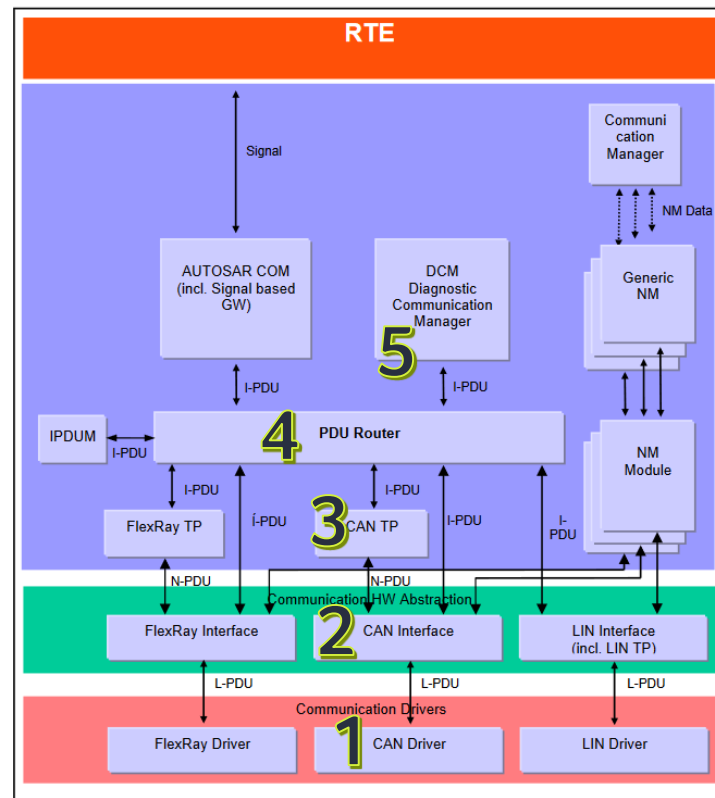 RTE
Signal
Communi
cation
Manager
NM Data
AUTOSAR COM
(incl. Signal based
GW)
DCM
Diagnostic
Communication
Manager
5
Generic
NM
I-PDU
I-PDU
IPDUM
I-PDU
4
PDU Router
NM
Module
I-PDU
Í-PDU
I-PDU
I-PDU
I-
PDU
FlexRay TP
3
CAN TP
N-PDU
N-PDU
Communication HW Abstraction
FlexRay Interface
2
CAN Interface
LIN Interface
(incl. LIN TP)
L-PDU
L-PDU
L-PDU
Communication Drivers
FlexRay Driver
1
CAN Driver
LIN Driver